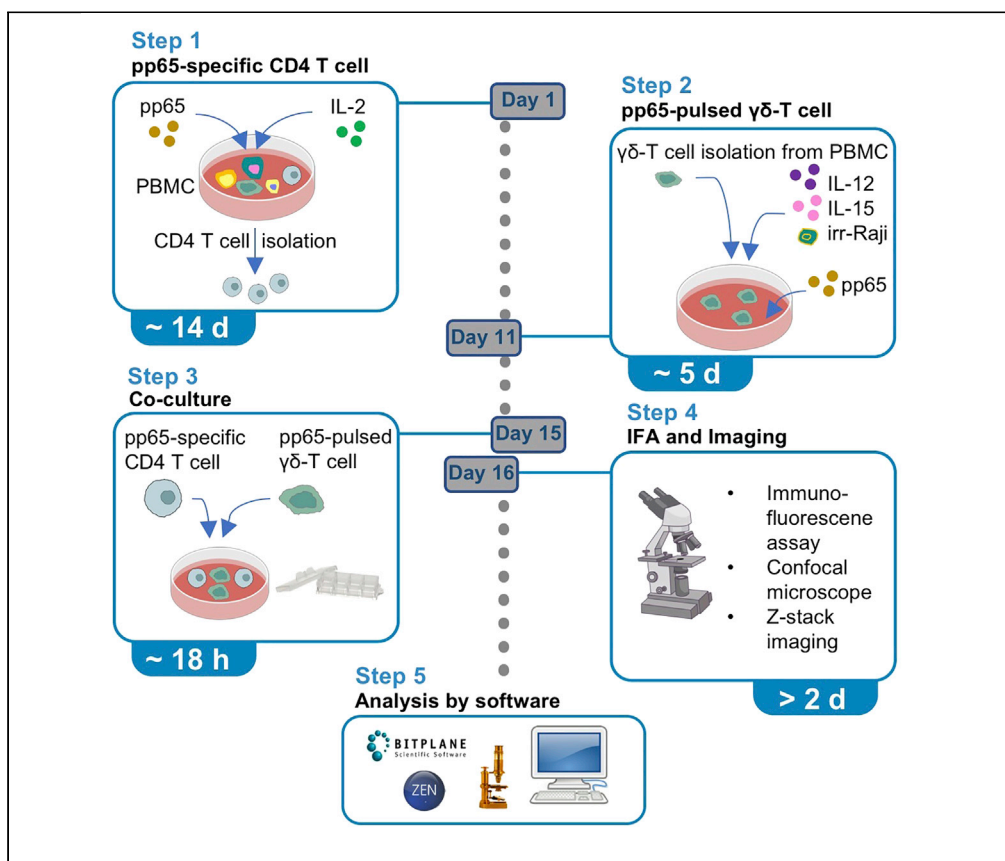 Step 1
pp65-specific CD4 T cell
pp65
IL-2
PBMC
CD4 T cell isolation
~ 14 d
Day 1
Step 2
pp65-pulsed γδ-T cell
γδ-T cell isolation from PBMC
IL-12
IL-15
irr-Raji
pp65
~ 5 d
Day 11
Step 3
Co-culture
pp65-specific
CD4 T cell
pp65-pulsed
γδ-T cell
~ 18 h
Day 15
Day 16
Step 4
IFA and Imaging
• Immuno-
fluorescene
assay
• Confocal
microscope
• Z-stack
imaging
> 2 d
Step 5
Analysis by software
BITPLANE
Scientific Software
ZEN